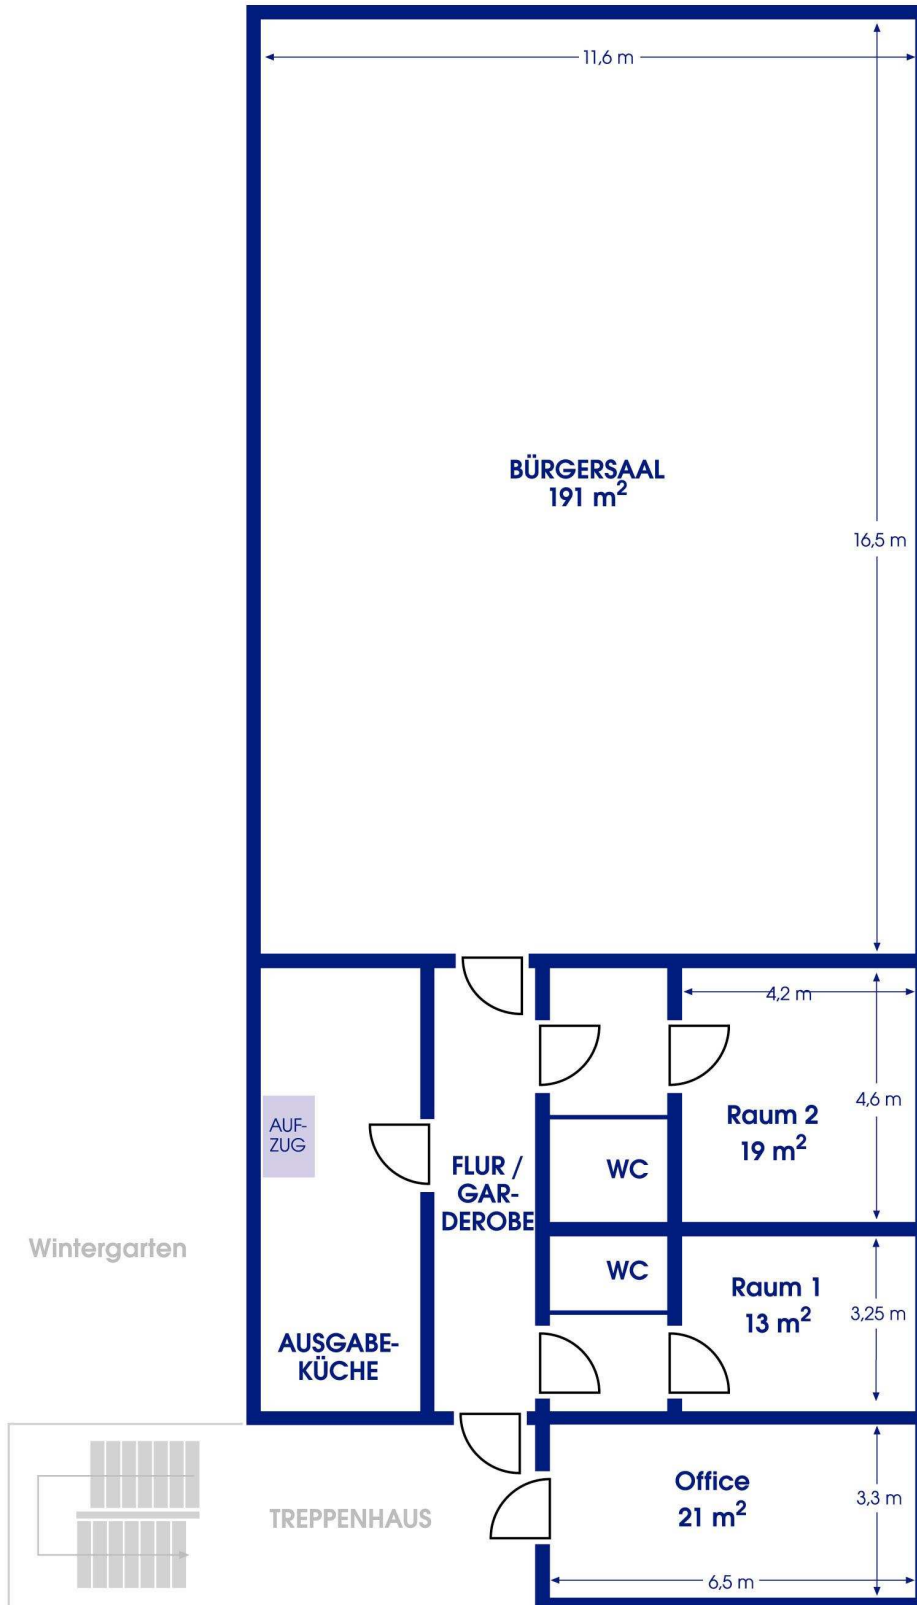 11,6 m
BÜRGERSAAL
191 m²
16,5 m
4,2 m
4,6 m
Raum 2
19 m²
AUF-
ZUG
FLUR /
GAR-
DEROBE
WC
Wintergarten
WC
Raum 1
13 m²
3,25 m
AUSGABE-
KÜCHE
Office
21 m²
3,3 m
TREPPENHAUS
6,5 m